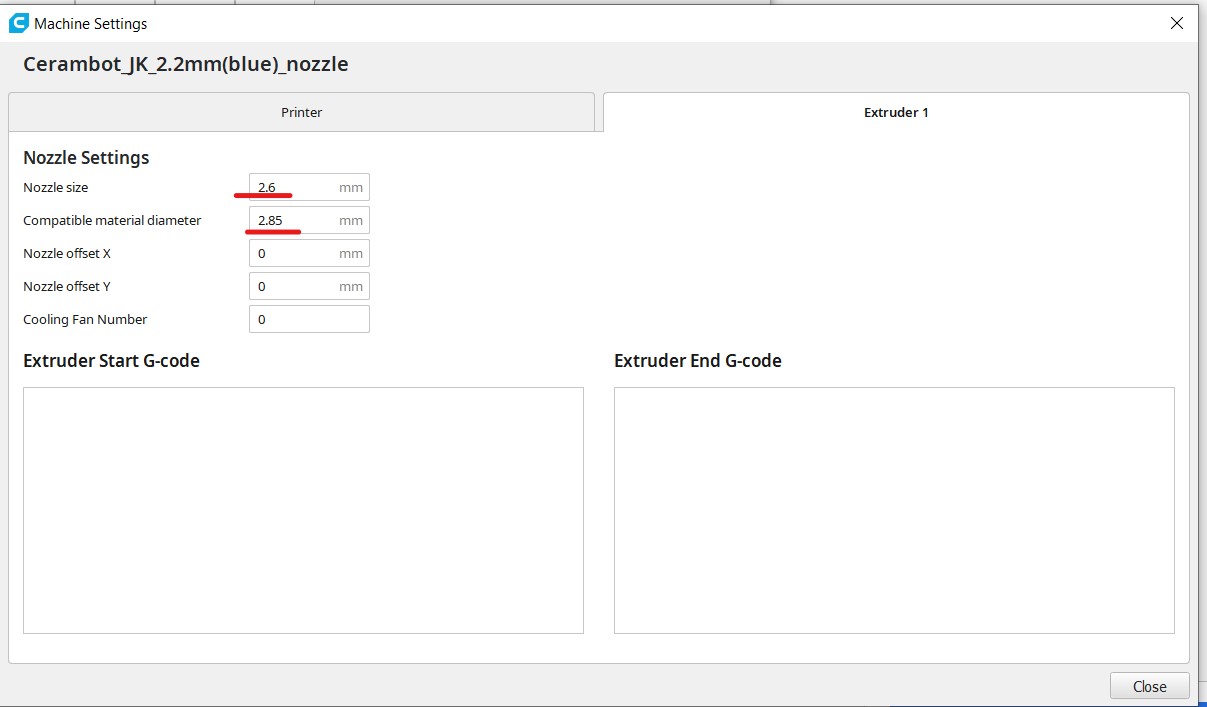 Machine Settings
Cerambot_JK_2.2mm(blue)_nozzle
Printer
Extruder 1
Nozzle Settings
Nozzle size 2.6 mm
Compatible material diameter 2.85 mm
Nozzle offset X 0 mm
Nozzle offset Y 0 mm
Cooling Fan Number 0
Extruder Start G-code
Extruder End G-code
Close